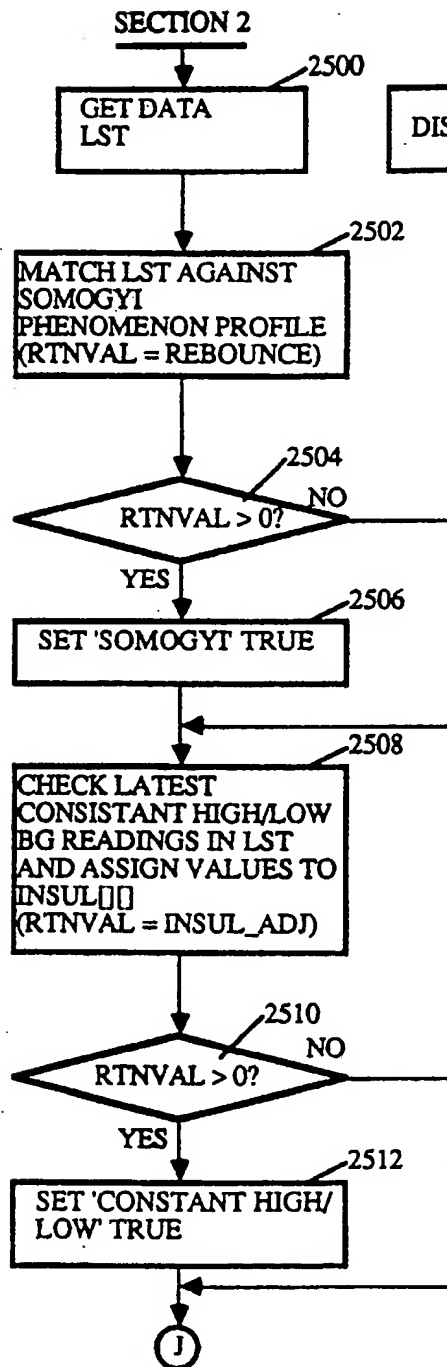 SECTION 2
2500
GET DATA
LST
DIS
2502
MATCH LST AGAINST
SOMOGYI
PHENOMENON PROFILE
(RTNVAL = REBOUNCE)
2504
NO
RTNVAL > 0?
YES
2506
SET 'SOMOGYI' TRUE
2508
CHECK LATEST
CONSISTANT HIGH/LOW
BG READINGS IN LST
AND ASSIGN VALUES TO
INSUL[][]
(RTNVAL = INSUL_ADJ)
2510
NO
RTNVAL > 0?
YES
2512
SET 'CONSTANT HIGH/
LOW' TRUE
J